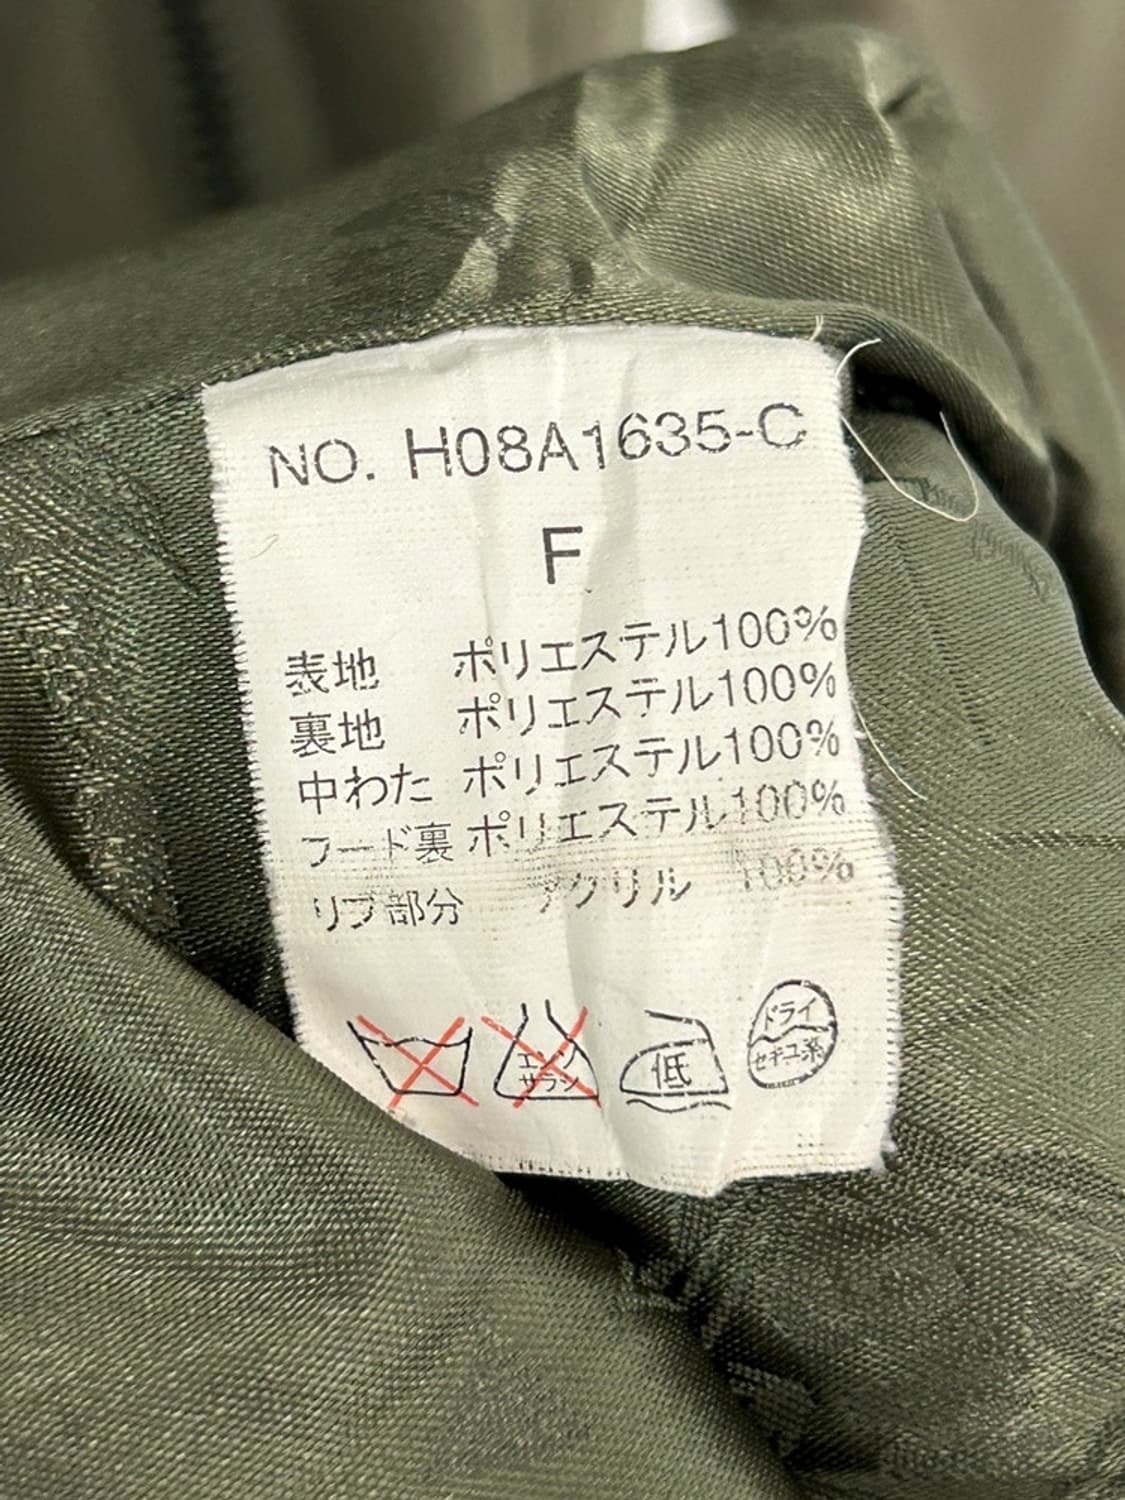 NO. H08A1635-C
F
表地 ポリエステル100%
裏地 ポリエステル100%
中わた ポリエステル100%
フード裏 ポリエステル100%
リブ部分 アクリル 100%
エンソ サラシ 低 ドライ セキユ系